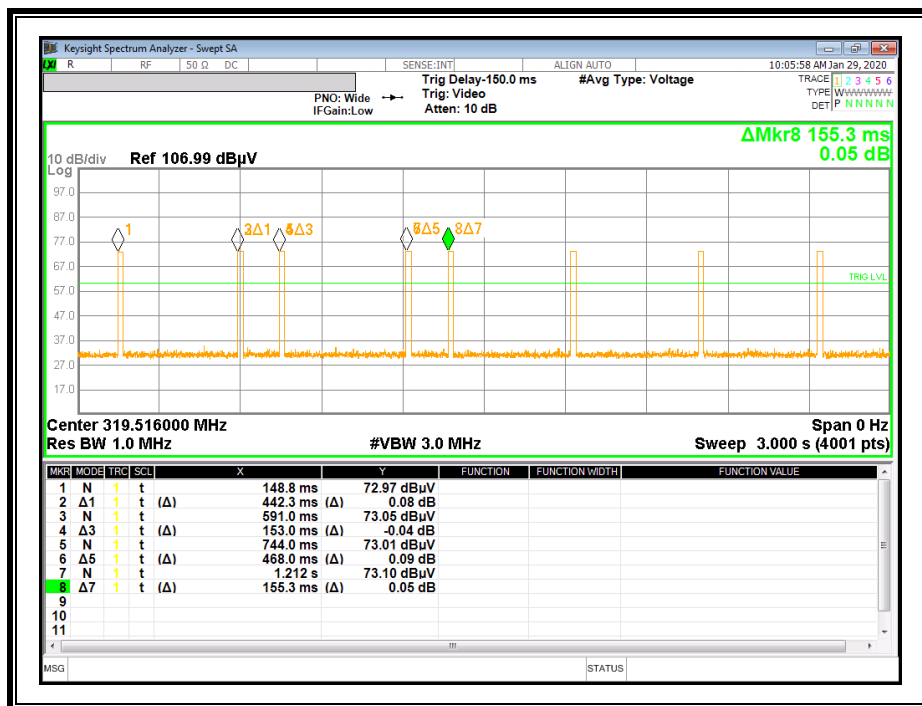 Keysight Spectrum Analyzer - Swept SA
LXI R RF 50 Ω DC SENSE:INT ALIGN AUTO 10:05:58 AM Jan 29, 2020
Trig Delay-150.0 ms #Avg Type: Voltage TRACE 1 2 3 4 5 6
PNO: Wide Trig: Video TYPE WWWWWW
IFGain:Low Atten: 10 dB DET P N N N N N
ΔMkr8 155.3 ms
10 dB/div Ref 106.99 dBµV 0.05 dB
Log
97.0
87.0
1 2Δ1 4Δ3 6Δ5 8Δ7
77.0
67.0
TRIG LVL
57.0
47.0
37.0
27.0
17.0
Center 319.516000 MHz Span 0 Hz
Res BW 1.0 MHz #VBW 3.0 MHz Sweep 3.000 s (4001 pts)
MKR MODE TRC SCL X Y FUNCTION FUNCTION WIDTH FUNCTION VALUE
1 N 1 t 148.8 ms 72.97 dBµV
2 Δ1 1 t (Δ) 442.3 ms (Δ) 0.08 dB
3 N 1 t 591.0 ms 73.05 dBµV
4 Δ3 1 t (Δ) 153.0 ms (Δ) -0.04 dB
5 N 1 t 744.0 ms 73.01 dBµV
6 Δ5 1 t (Δ) 468.0 ms (Δ) 0.09 dB
7 N 1 t 1.212 s 73.10 dBµV
8 Δ7 1 t (Δ) 155.3 ms (Δ) 0.05 dB
9
10
11
MSG STATUS